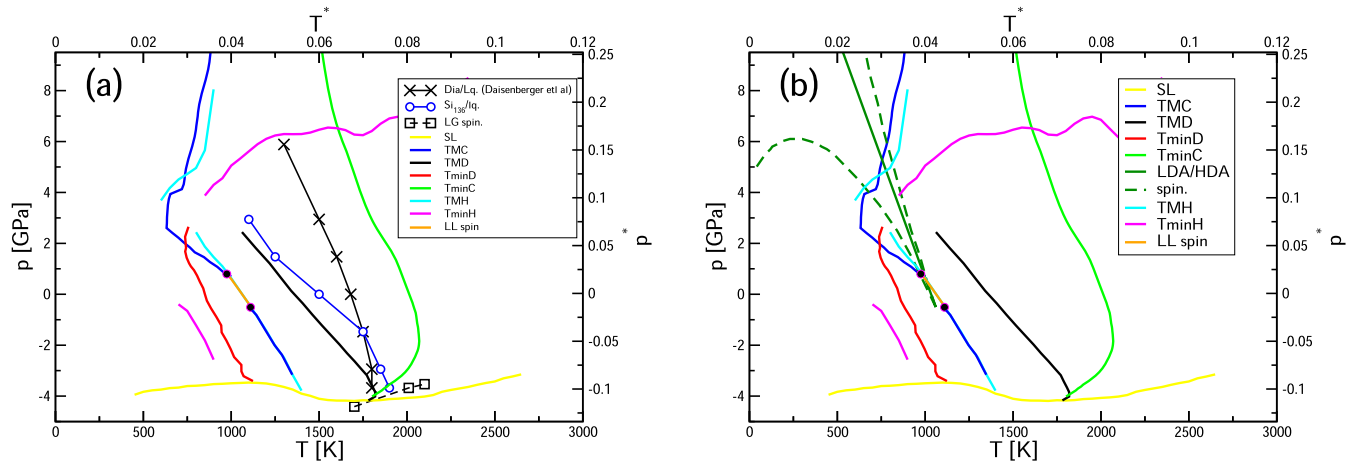 T*
0 0.02 0.04 0.06 0.08 0.1 0.12
(a)
Dia/Lq. (Daisenberger etl al)
Si136/lq.
LG spin.
SL
TMC
TMD
TminD
TminC
TMH
TminH
LL spin
p [GPa]
8
6
4
2
0
-2
-4
0.25
0.2
0.15
0.1
0.05
0
-0.05
-0.1
p*
0 500 1000 1500 2000 2500 3000
T [K]
T*
0 0.02 0.04 0.06 0.08 0.1 0.12
(b)
SL
TMC
TMD
TminD
TminC
LDA/HDA
spin.
TMH
TminH
LL spin
p [GPa]
8
6
4
2
0
-2
-4
0.25
0.2
0.15
0.1
0.05
0
-0.05
-0.1
p*
0 500 1000 1500 2000 2500 3000
T [K]